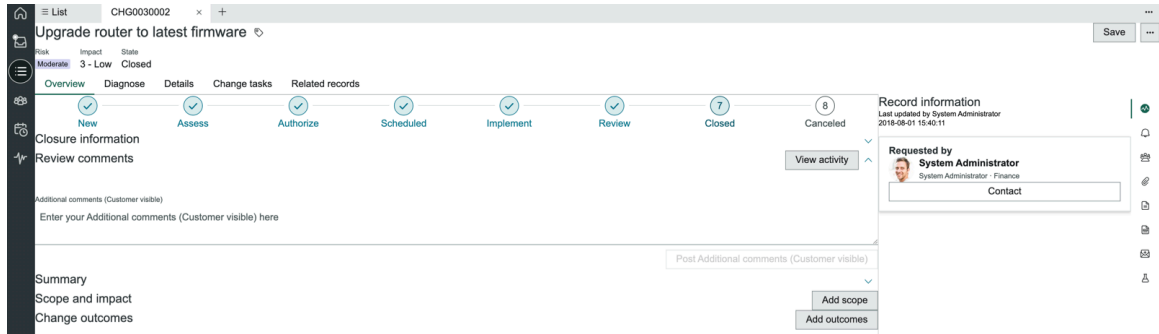 List
CHG0030002
Upgrade router to latest firmware
Save
Risk Impact State
Moderate 3 - Low Closed
Overview Diagnose Details Change tasks Related records
7
8
New Assess Authorize Scheduled Implement Review Closed Canceled
Closure information
Review comments
View activity
Additional comments (Customer visible)
Enter your Additional comments (Customer visible) here
Post Additional comments (Customer visible)
Summary
Scope and impact
Add scope
Change outcomes
Add outcomes
Record information
Last updated by System Administrator
2018-08-01 15:40:11
Requested by
System Administrator
System Administrator · Finance
Contact